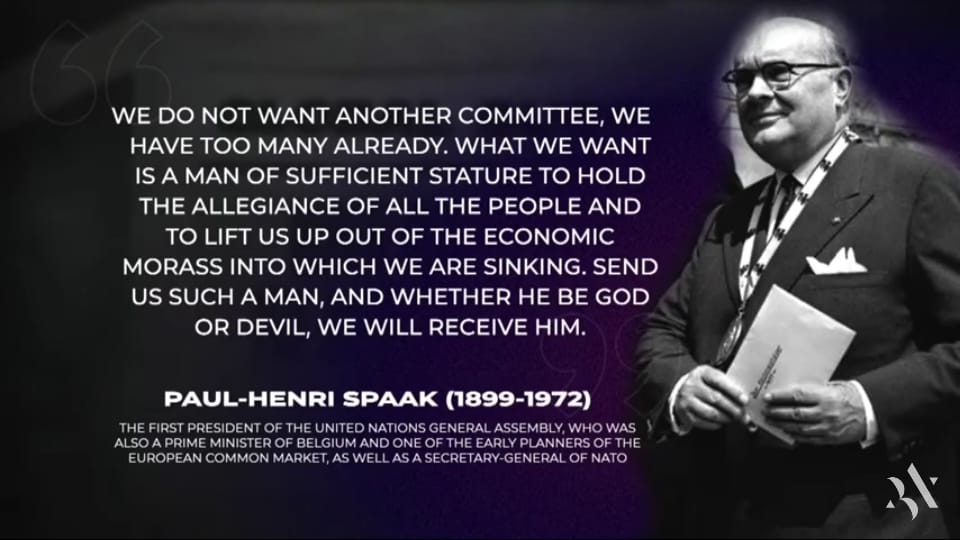 WE DO NOT WANT ANOTHER COMMITTEE, WE
HAVE TOO MANY ALREADY. WHAT WE WANT
IS A MAN OF SUFFICIENT STATURE TO HOLD
THE ALLEGIANCE OF ALL THE PEOPLE AND
TO LIFT US UP OUT OF THE ECONOMIC
MORASS INTO WHICH WE ARE SINKING. SEND
US SUCH A MAN, AND WHETHER HE BE GOD
OR DEVIL, WE WILL RECEIVE HIM.
PAUL-HENRI SPAAK (1899-1972)
THE FIRST PRESIDENT OF THE UNITED NATIONS GENERAL ASSEMBLY, WHO WAS
ALSO A PRIME MINISTER OF BELGIUM AND ONE OF THE EARLY PLANNERS OF THE
EUROPEAN COMMON MARKET, AS WELL AS A SECRETARY-GENERAL OF NATO